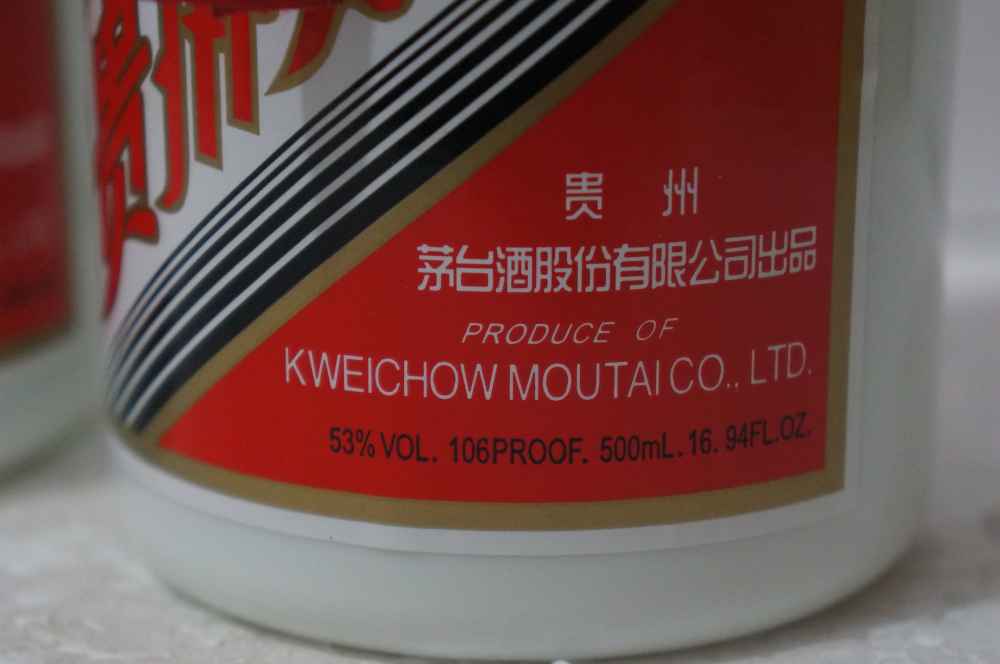 贵州
茅台酒股份有限公司出品
PRODUCE OF
KWEICHOW MOUTAI CO., LTD.
53% VOL. 106PROOF. 500mL. 16. 94FL.OZ.